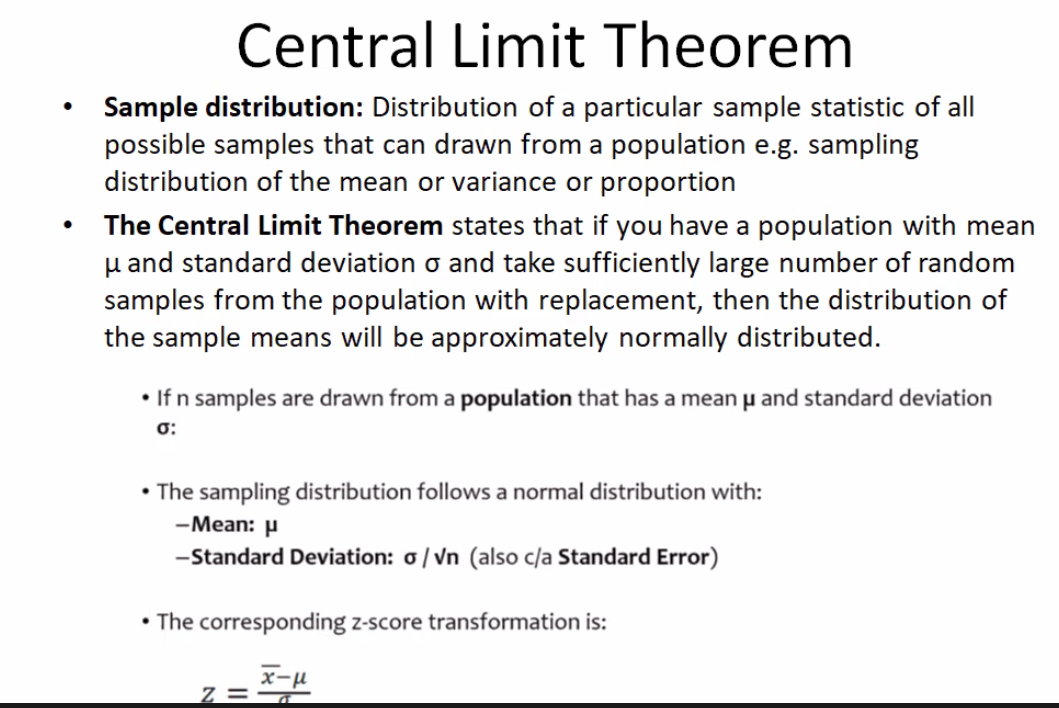 Central Limit Theorem
• Sample distribution: Distribution of a particular sample statistic of all
possible samples that can drawn from a population e.g. sampling
distribution of the mean or variance or proportion
• The Central Limit Theorem states that if you have a population with mean
μ and standard deviation σ and take sufficiently large number of random
samples from the population with replacement, then the distribution of
the sample means will be approximately normally distributed.
• If n samples are drawn from a population that has a mean μ and standard deviation
σ:
• The sampling distribution follows a normal distribution with:
–Mean: μ
–Standard Deviation: σ / √n (also c/a Standard Error)
• The corresponding z-score transformation is:
x̅−μ
z =